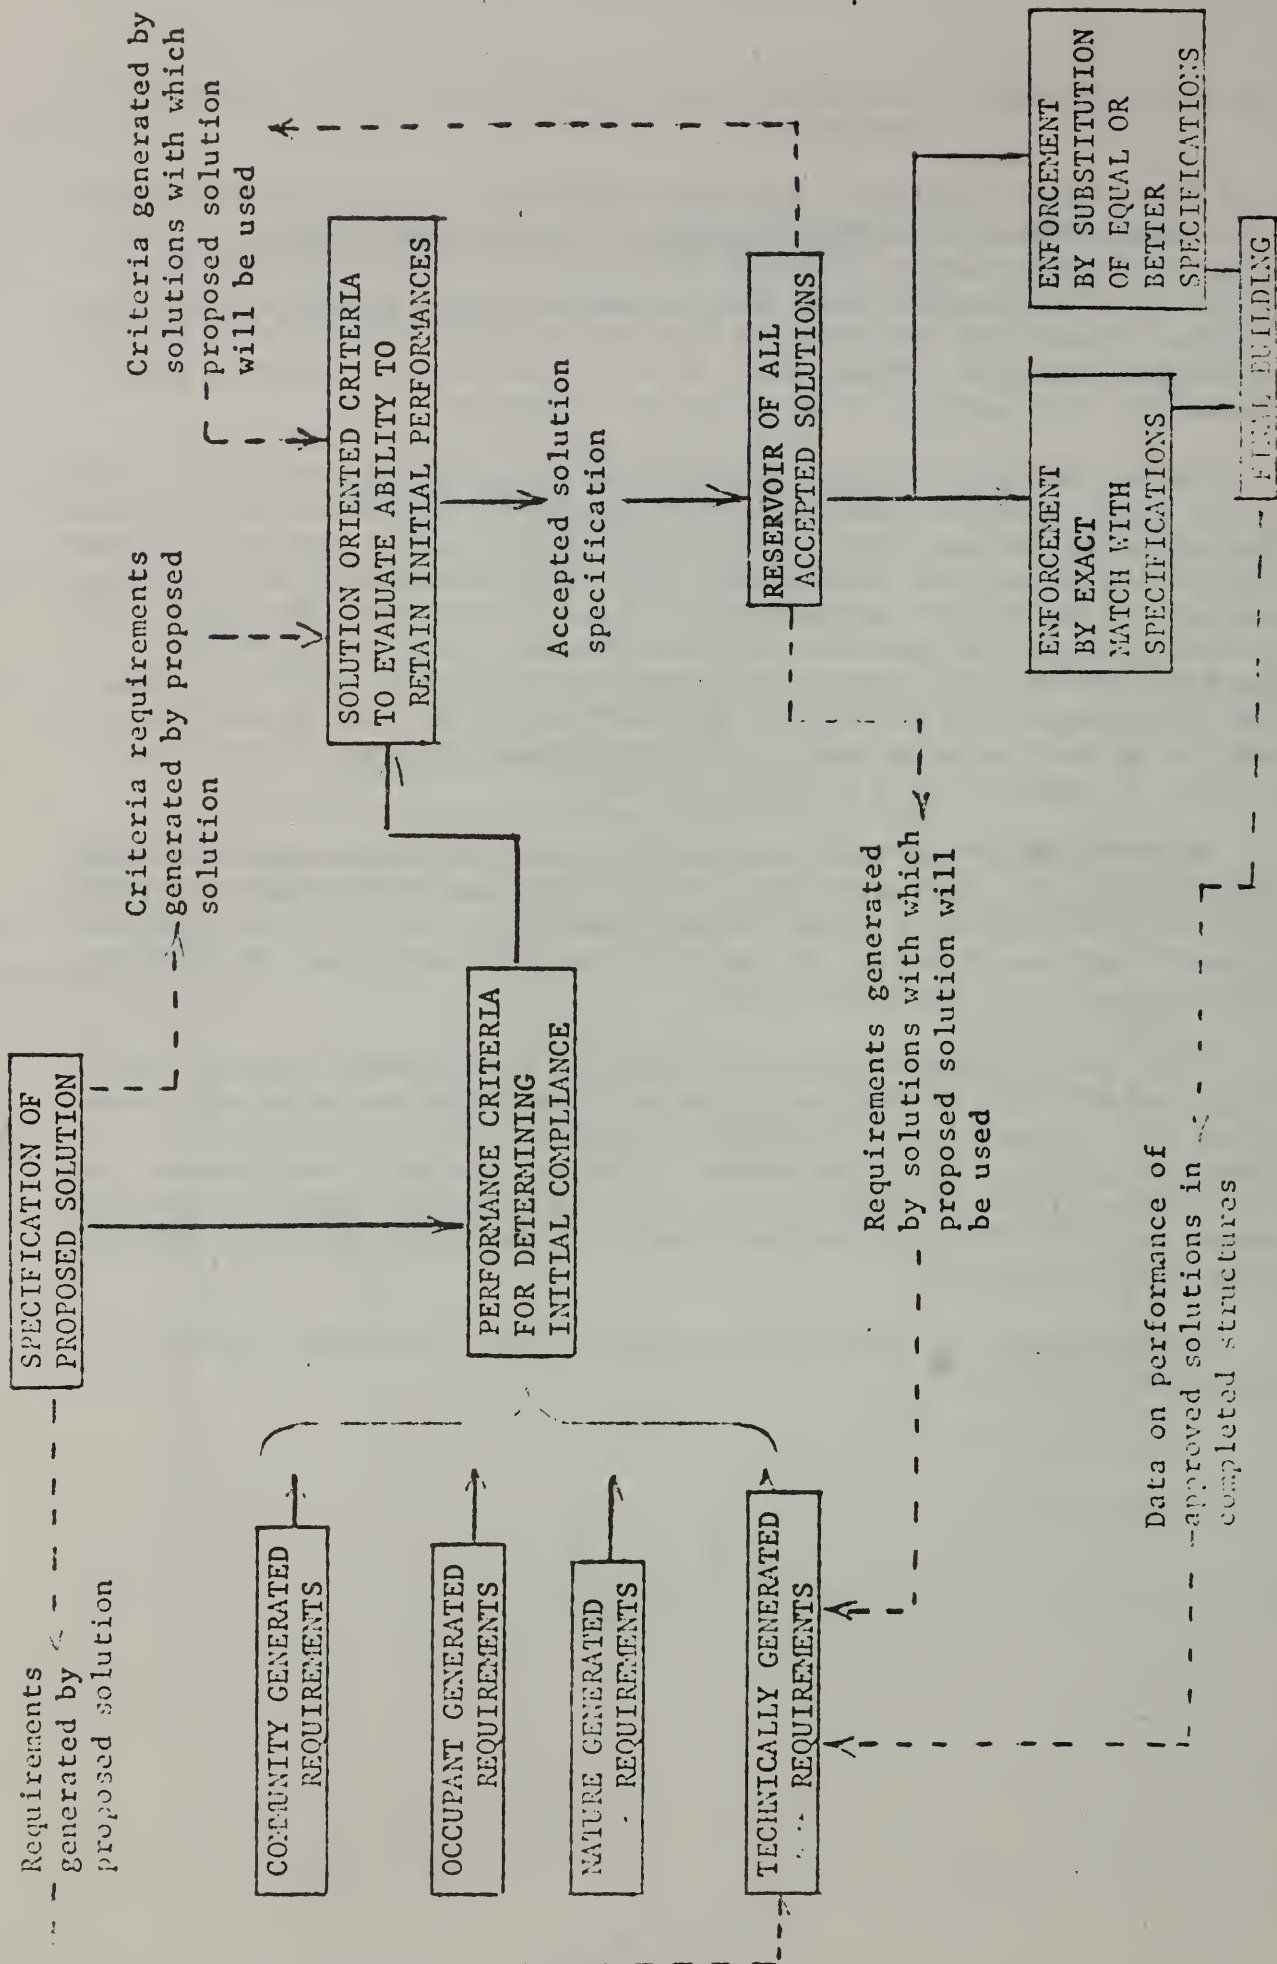 Requirements
generated by
proposed solution
SPECIFICATION OF
PROPOSED SOLUTION
Criteria requirements
generated by proposed
solution
Criteria generated by
solutions with which
proposed solution
will be used
COMMUNITY GENERATED
REQUIREMENTS
OCCUPANT GENERATED
REQUIREMENTS
NATURE GENERATED
REQUIREMENTS
TECHNICALLY GENERATED
REQUIREMENTS
PERFORMANCE CRITERIA
FOR DETERMINING
INITIAL COMPLIANCE
SOLUTION ORIENTED CRITERIA
TO EVALUATE ABILITY TO
RETAIN INITIAL PERFORMANCES
Accepted solution
specification
RESERVOIR OF ALL
ACCEPTED SOLUTIONS
Requirements generated
by solutions with which
proposed solution will
be used
ENFORCEMENT
BY EXACT
MATCH WITH
SPECIFICATIONS
ENFORCEMENT
BY SUBSTITUTION
OF EQUAL OR
BETTER
SPECIFICATIONS
Data on performance of
approved solutions in
completed structures
FINAL BUILDING